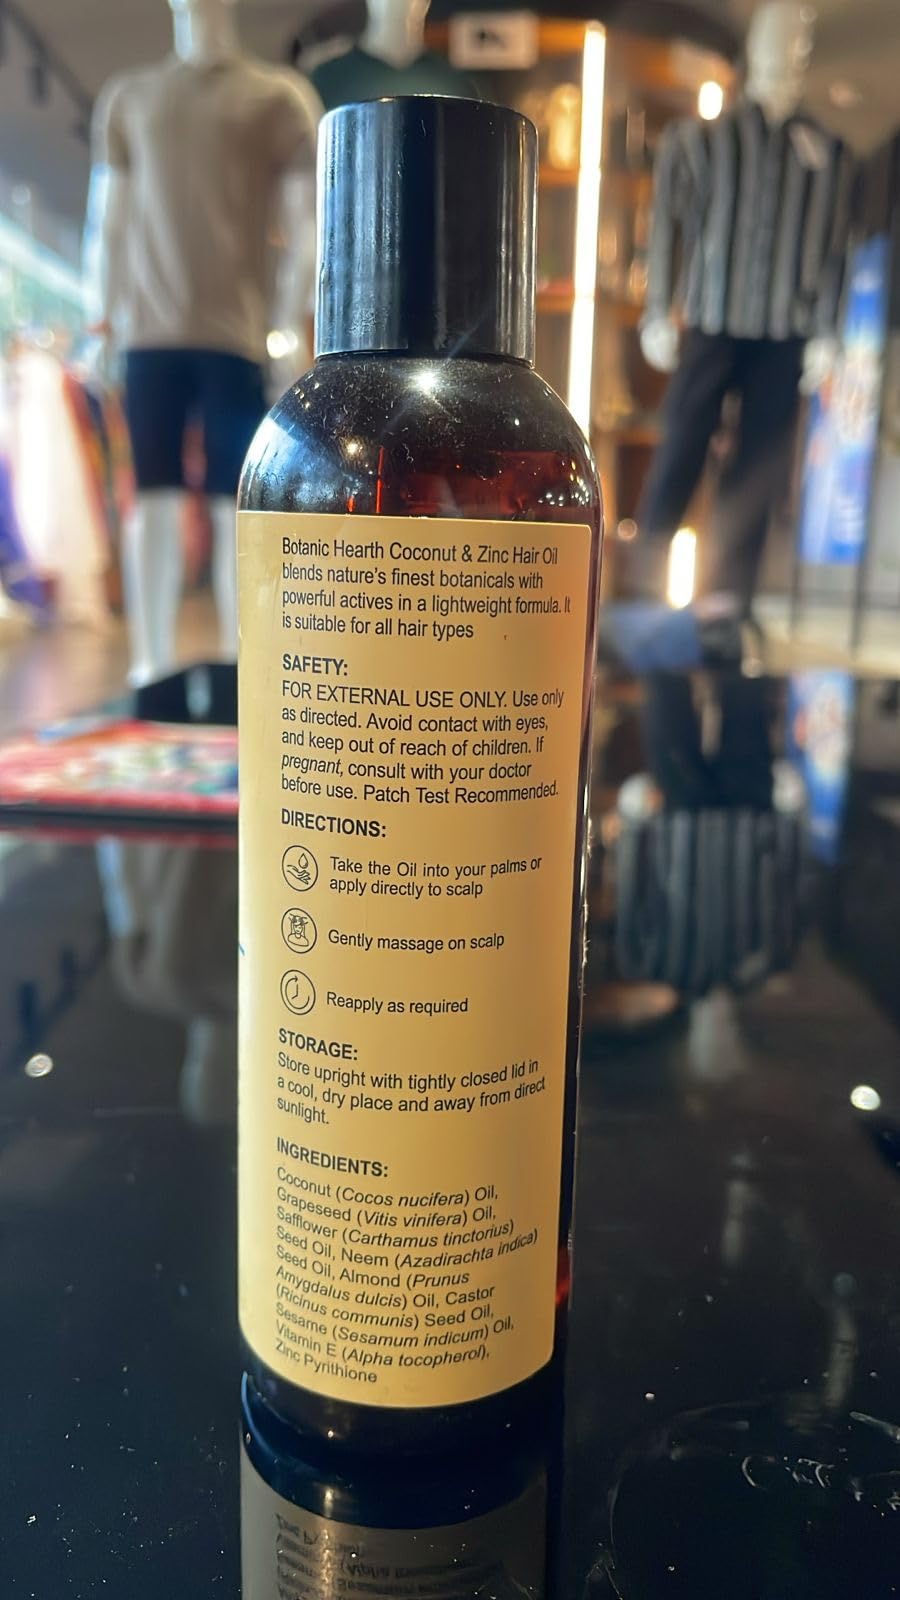 Botanic Hearth Coconut & Zinc Hair Oil
blends nature's finest botanicals with
powerful actives in a lightweight formula. It
is suitable for all hair types
SAFETY:
FOR EXTERNAL USE ONLY. Use only
as directed. Avoid contact with eyes,
and keep out of reach of children. If
pregnant, consult with your doctor
before use. Patch Test Recommended.
DIRECTIONS:
Take the Oil into your palms or
apply directly to scalp
Gently massage on scalp
Reapply as required
STORAGE:
Store upright with tightly closed lid in
a cool, dry place and away from direct
sunlight.
INGREDIENTS:
Coconut (Cocos nucifera) Oil,
Grapeseed (Vitis vinifera) Oil,
Safflower (Carthamus tinctorius)
Seed Oil, Neem (Azadirachta indica)
Seed Oil, Almond (Prunus
Amygdalus dulcis) Oil, Castor
(Ricinus communis) Seed Oil,
Sesame (Sesamum indicum) Oil,
Vitamin E (Alpha tocopherol),
Zinc Pyrithione